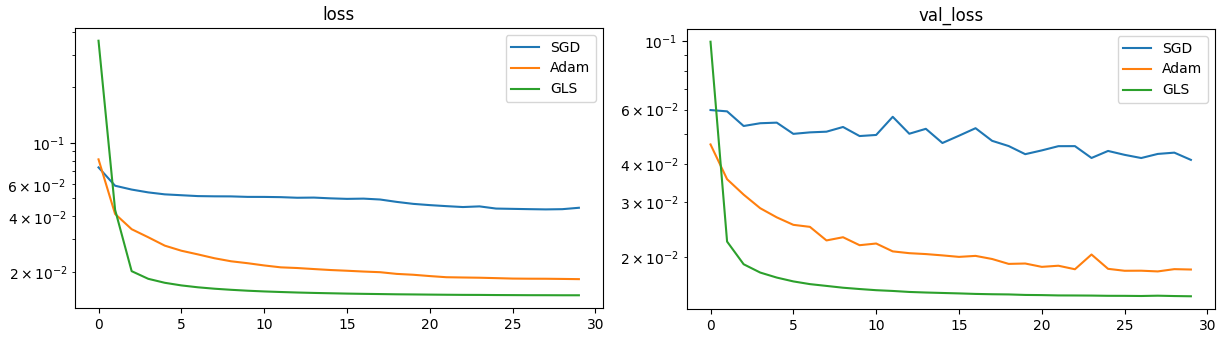 loss
10⁻¹
6 × 10⁻²
4 × 10⁻²
2 × 10⁻²
0 5 10 15 20 25 30
SGD
Adam
GLS
val_loss
10⁻¹
6 × 10⁻²
4 × 10⁻²
3 × 10⁻²
2 × 10⁻²
0 5 10 15 20 25 30
SGD
Adam
GLS